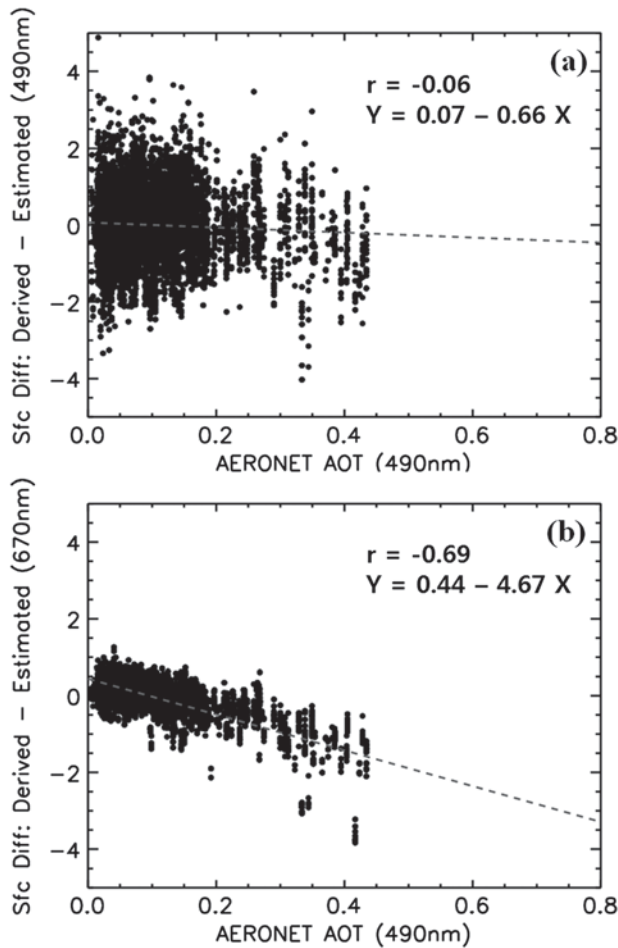 (a)
r = -0.06
Y = 0.07 – 0.66 X
Sfc Diff: Derived – Estimated (490nm)
4
2
0
-2
-4
0.0 0.2 0.4 0.6 0.8
AERONET AOT (490nm)
(b)
r = -0.69
Y = 0.44 – 4.67 X
Sfc Diff: Derived – Estimated (670nm)
4
2
0
-2
-4
0.0 0.2 0.4 0.6 0.8
AERONET AOT (490nm)